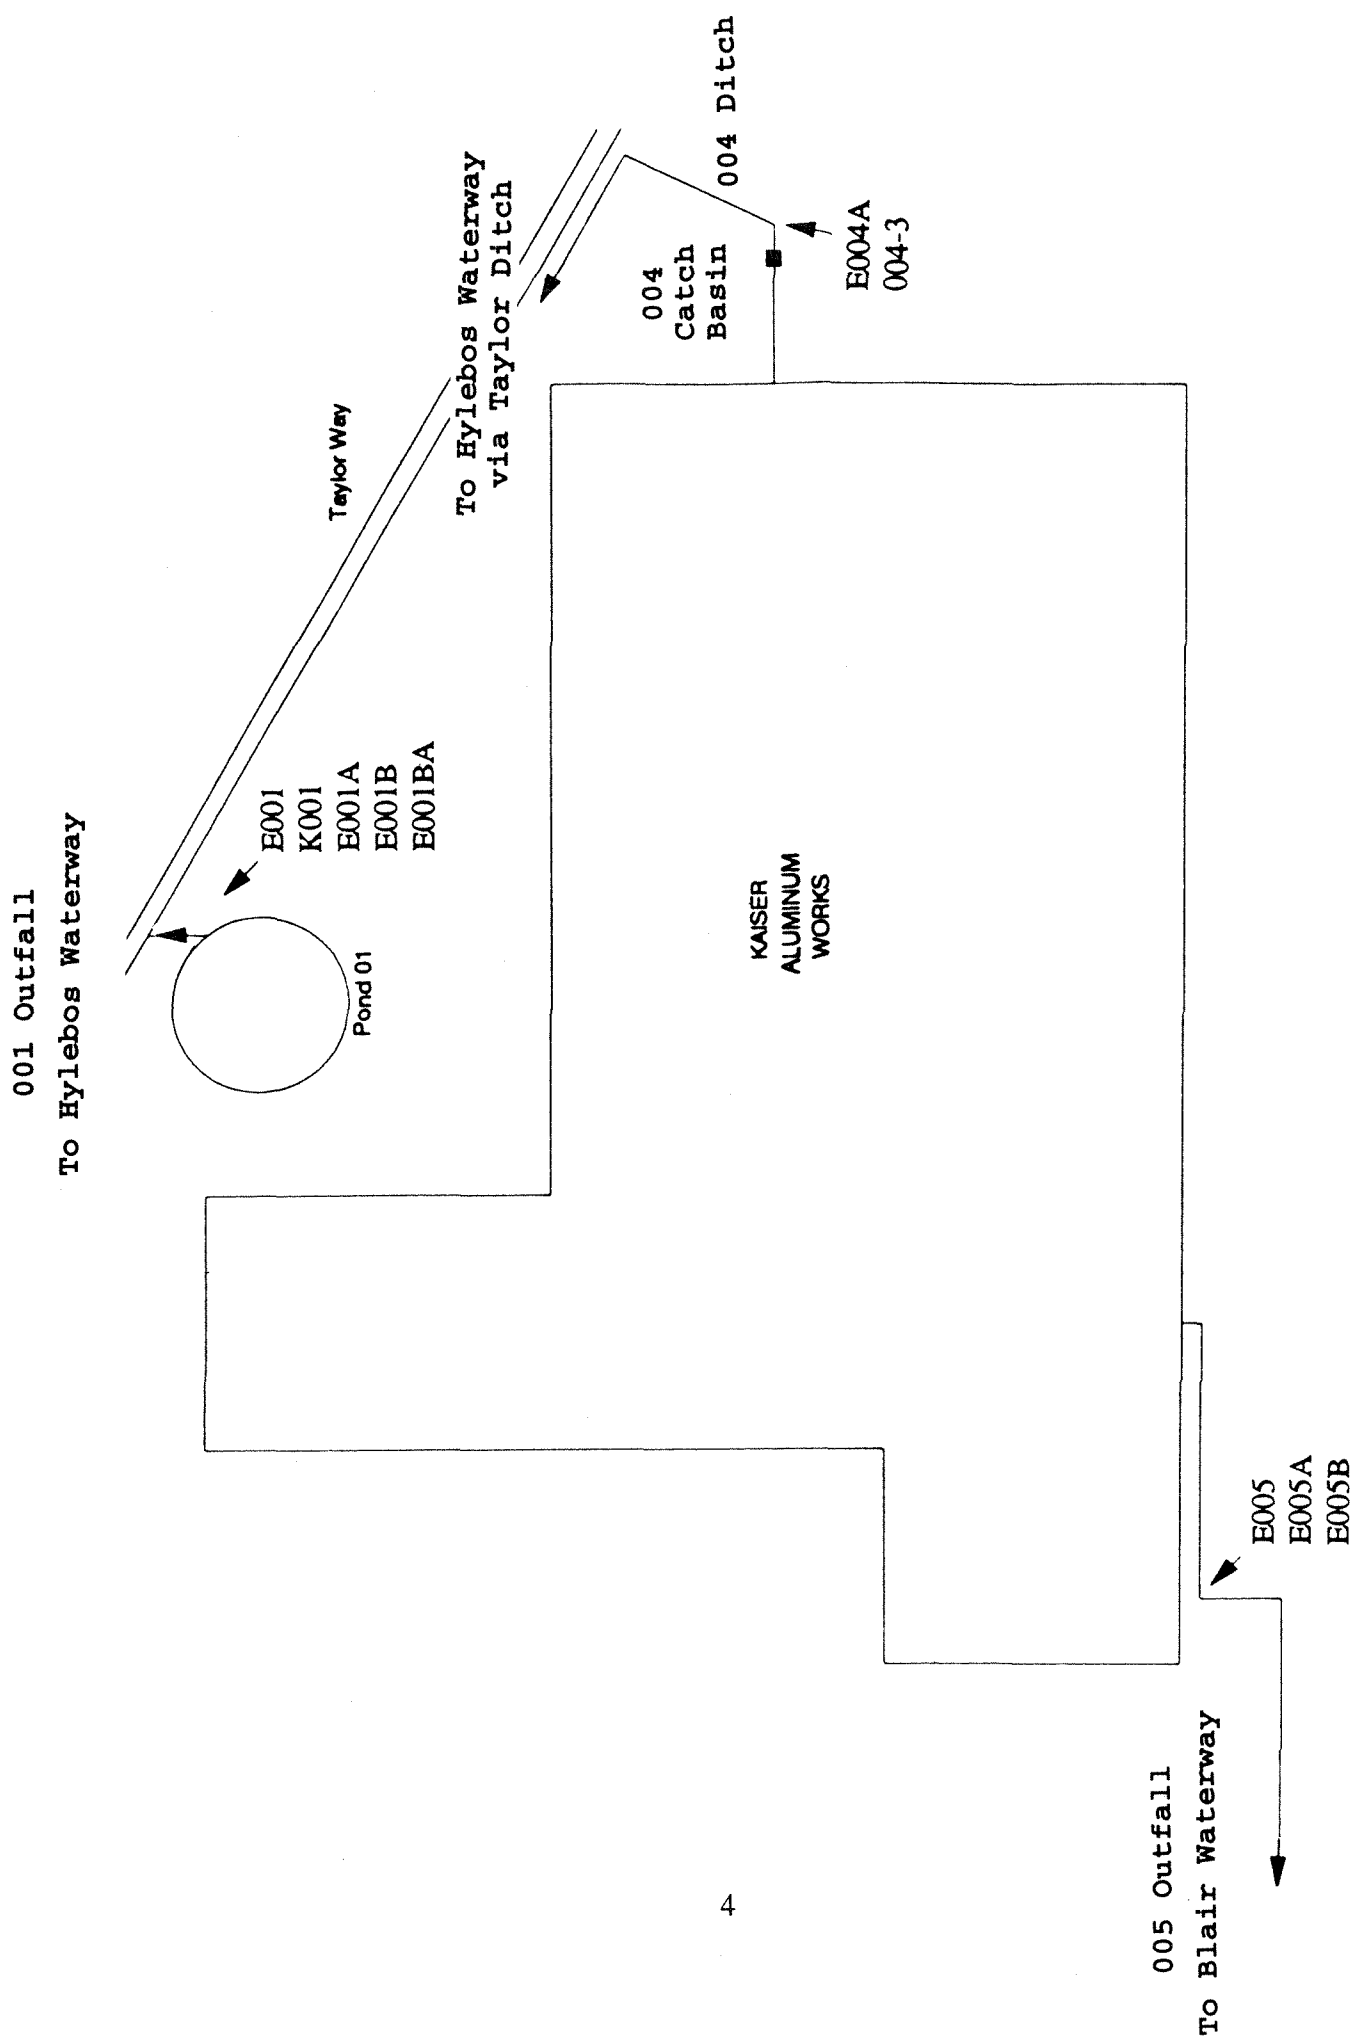 001 Outfall
To Hylebos Waterway
Taylor Way
E001
K001
E001A
E001B
E001BA
Pond 01
To Hylebos Waterway
via Taylor Ditch
004 Ditch
004
Catch
Basin
E004A
004-3
KAISER
ALUMINUM
WORKS
E005
E005A
E005B
005 Outfall
To Blair Waterway
4